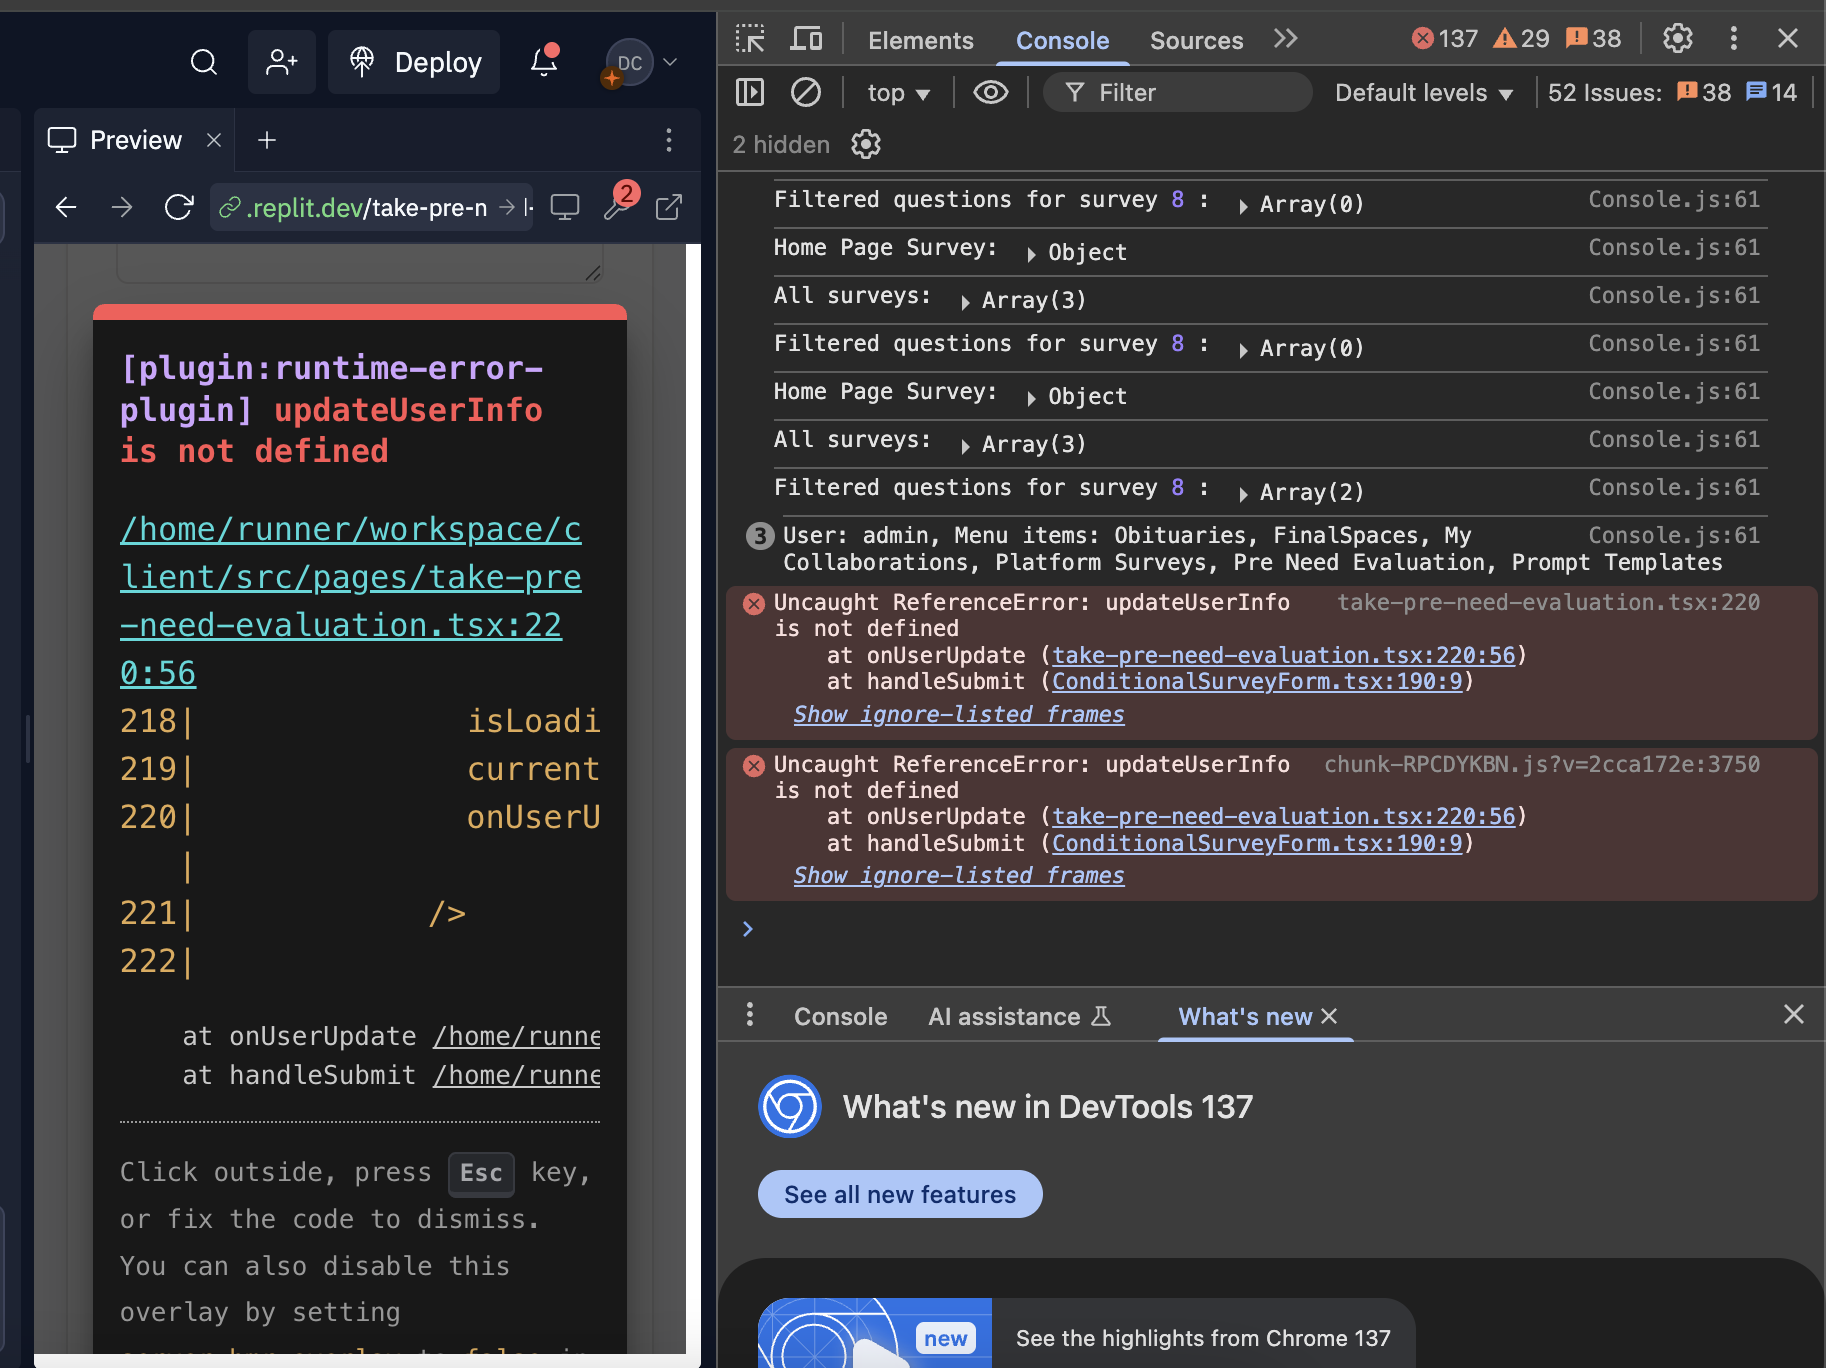 Deploy
DC
Preview
.replit.dev/take-pre-n
2
[plugin:runtime-error-
plugin] updateUserInfo
is not defined
/home/runner/workspace/c
lient/src/pages/take-pre
-need-evaluation.tsx:22
0:56
218|	isLoadi
219|	current
220|	onUserU
|
221|	/>
222|
at onUserUpdate /home/runne
at handleSubmit /home/runne
Click outside, press Esc key,
or fix the code to dismiss.
You can also disable this
overlay by setting
Elements Console Sources 137 29 38
top Filter Default levels 52 Issues: 38 14
2 hidden
Filtered questions for survey 8 : Array(0) Console.js:61
Home Page Survey: Object Console.js:61
All surveys: Array(3) Console.js:61
Filtered questions for survey 8 : Array(0) Console.js:61
Home Page Survey: Object Console.js:61
All surveys: Array(3) Console.js:61
Filtered questions for survey 8 : Array(2) Console.js:61
3 User: admin, Menu items: Obituaries, FinalSpaces, My Console.js:61
Collaborations, Platform Surveys, Pre Need Evaluation, Prompt Templates
Uncaught ReferenceError: updateUserInfo take-pre-need-evaluation.tsx:220
is not defined
at onUserUpdate (take-pre-need-evaluation.tsx:220:56)
at handleSubmit (ConditionalSurveyForm.tsx:190:9)
Show ignore-listed frames
Uncaught ReferenceError: updateUserInfo chunk-RPCDYKBN.js?v=2cca172e:3750
is not defined
at onUserUpdate (take-pre-need-evaluation.tsx:220:56)
at handleSubmit (ConditionalSurveyForm.tsx:190:9)
Show ignore-listed frames
Console AI assistance What's new
What's new in DevTools 137
See all new features
new
See the highlights from Chrome 137